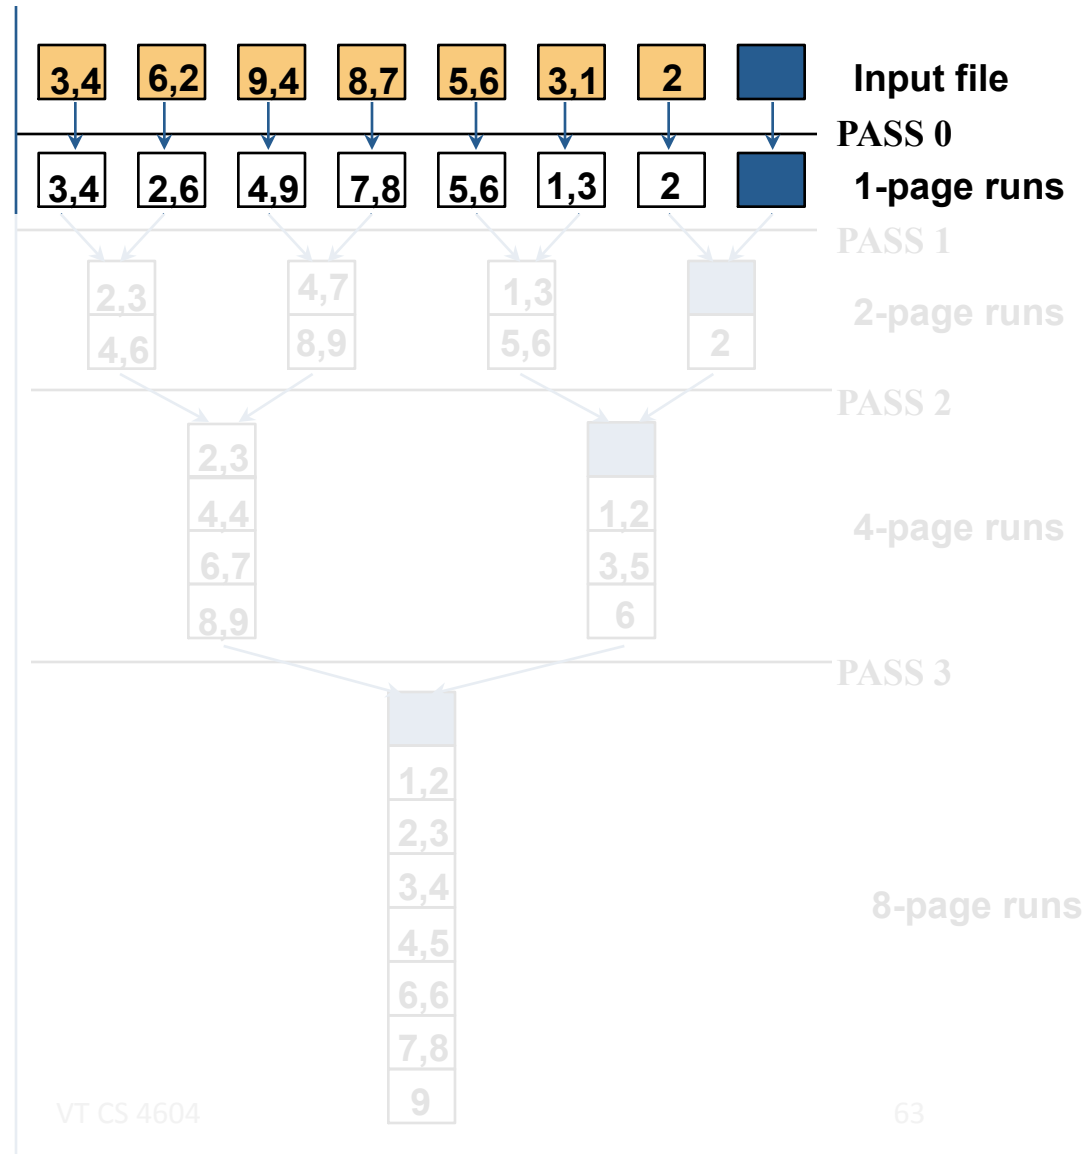 3,4 6,2 9,4 8,7 5,6 3,1 2 Input file
PASS 0
3,4 2,6 4,9 7,8 5,6 1,3 2 1-page runs
PASS 1
2,3 4,7 1,3 2-page runs
4,6 8,9 5,6 2
PASS 2
2,3
4,4 1,2 4-page runs
6,7 3,5
8,9 6
PASS 3
1,2
2,3
3,4 8-page runs
4,5
6,6
7,8
9
VT CS 4604 63